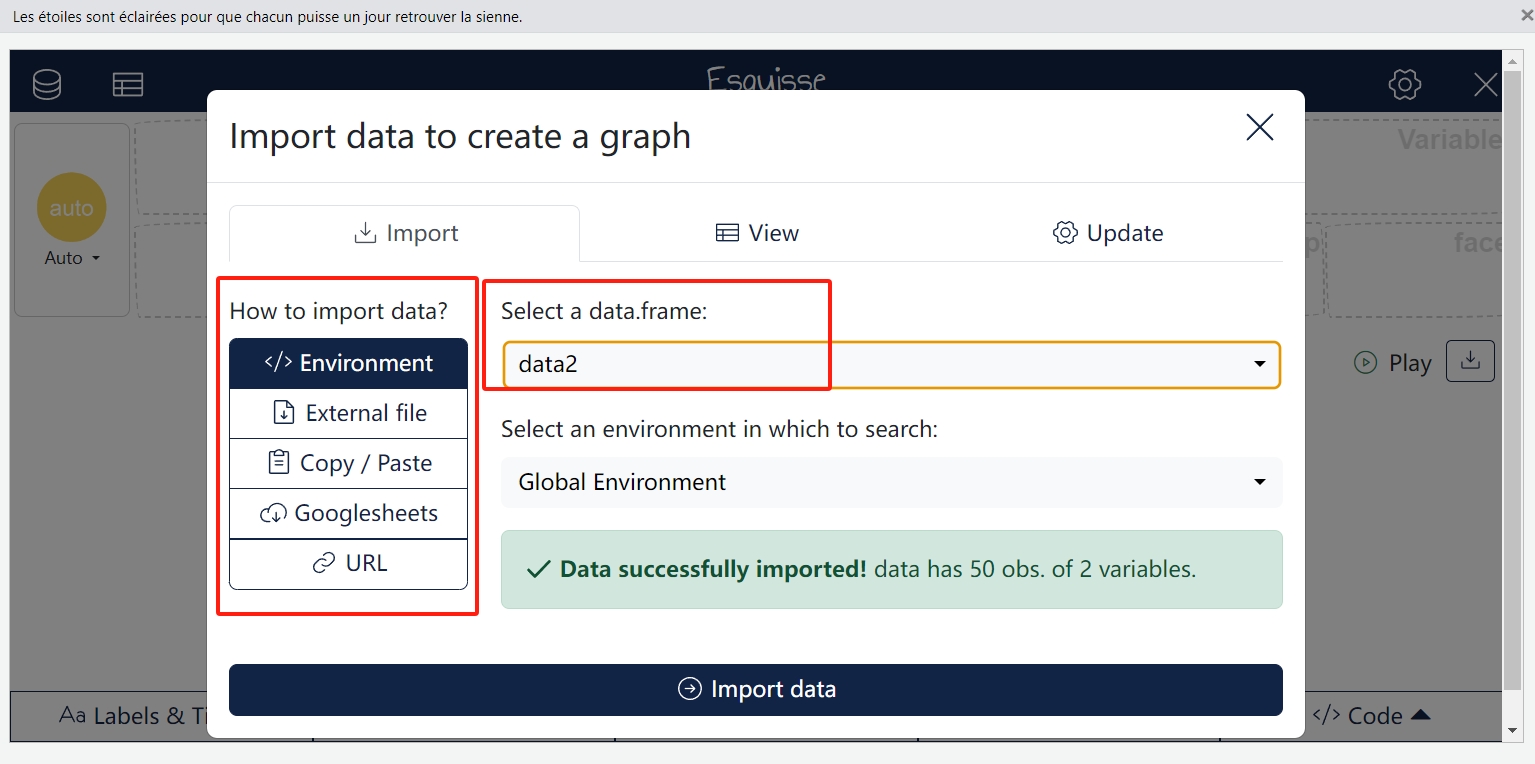 Les étoiles sont éclairées pour que chacun puisse un jour retrouver la sienne.
Esquisse
Import data to create a graph
Variable
auto
Auto
Import
View
Update
face
How to import data?
Select a data.frame:
Environment
data2
Play
External file
Select an environment in which to search:
Copy / Paste
Global Environment
Googlesheets
URL
Data successfully imported! data has 50 obs. of 2 variables.
Import data
Aa Labels & Ti
</> Code